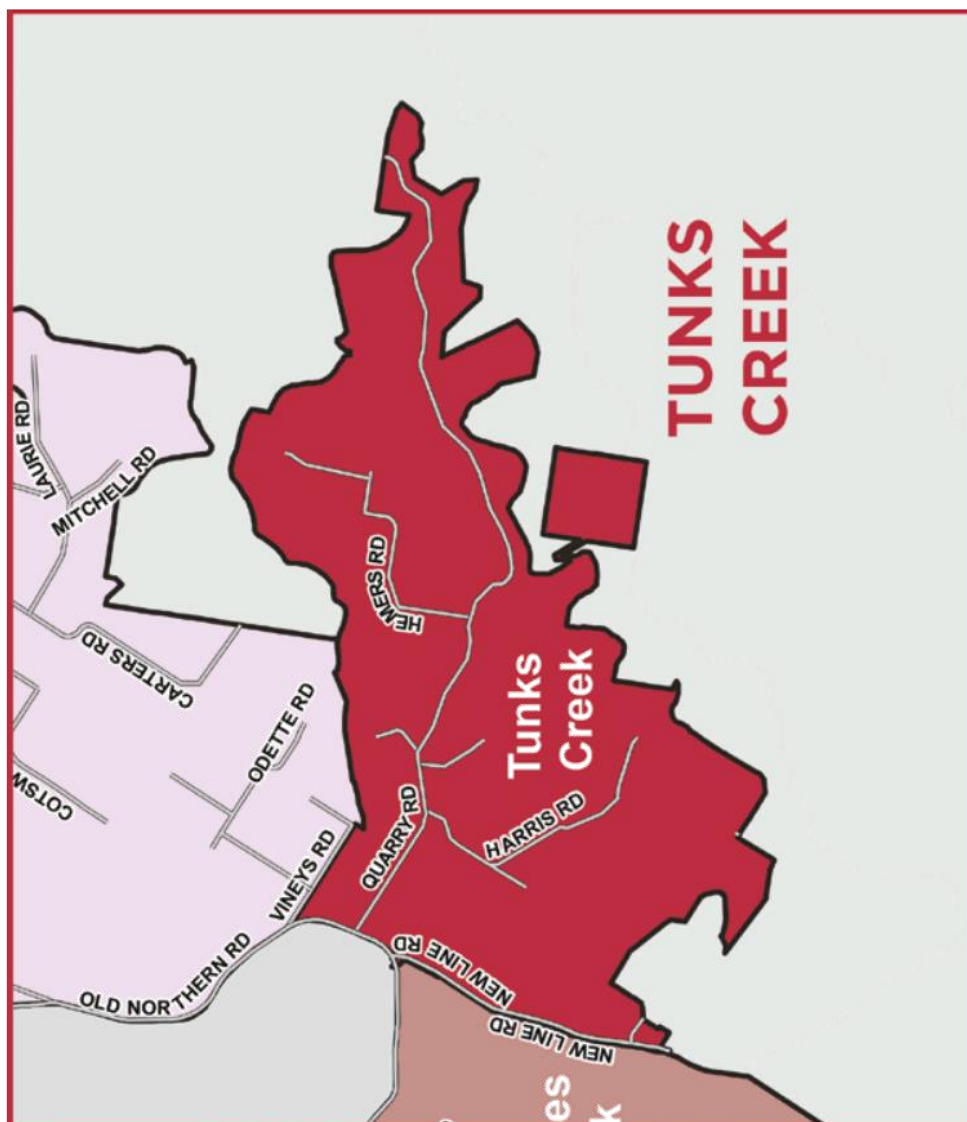 TUNKS
CREEK
LAURIE RD
MITCHELL RD
HEMERS RD
CARTERS RD
Tunks
Creek
ODETTE RD
COTSW
QUARRY RD
HARRIS RD
VINEYS RD
OLD NORTHERN RD
NEW LINE RD
NEW LINE RD
es
k